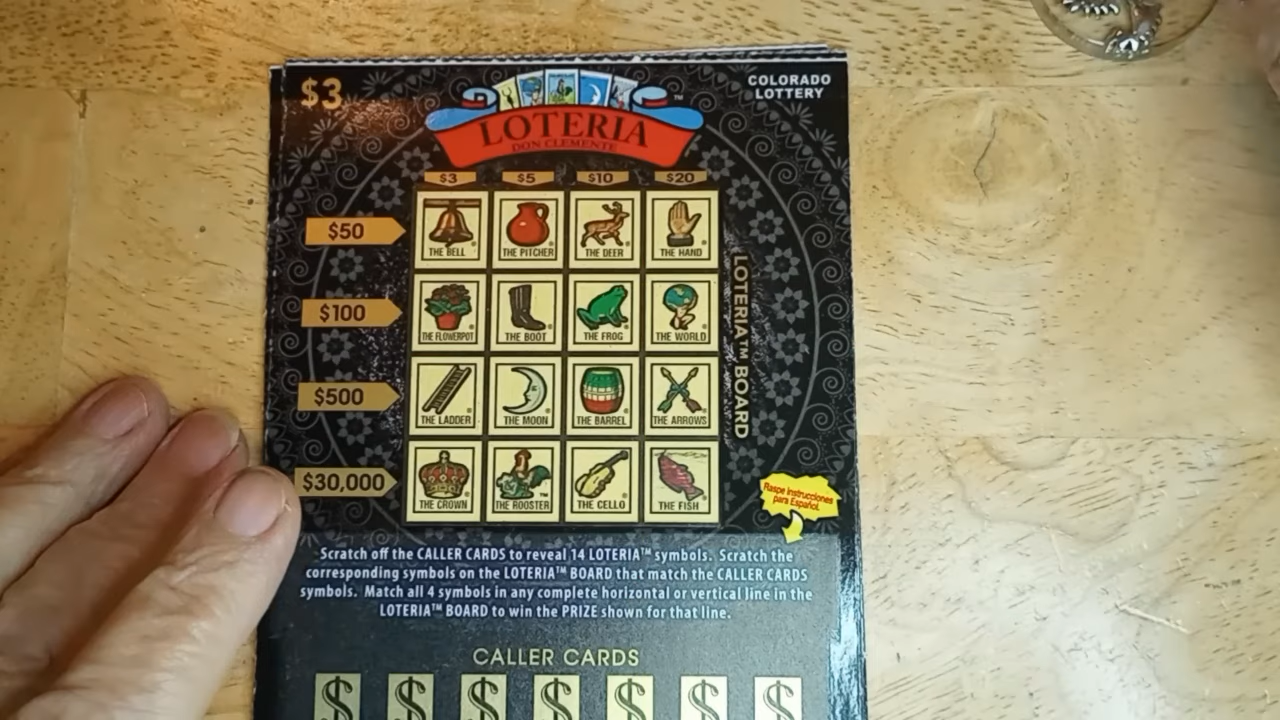 $3
COLORADO
LOTTERY
LOTERIA™
DON CLEMENTE
$3 $5 $10 $20
$50
THE BELL THE PITCHER THE DEER THE HAND
$100
THE FLOWERPOT THE BOOT THE FROG THE WORLD
$500
THE LADDER THE MOON THE BARREL THE ARROWS
$30,000
THE CROWN THE ROOSTER THE CELLO THE FISH
LOTERIA™ BOARD
Raspe instrucciones
para Español.
Scratch off the CALLER CARDS to reveal 14 LOTERIA™ symbols. Scratch the
corresponding symbols on the LOTERIA™ BOARD that match the CALLER CARDS
symbols. Match all 4 symbols in any complete horizontal or vertical line in the
LOTERIA™ BOARD to win the PRIZE shown for that line.
CALLER CARDS
$ $ $ $ $ $ $